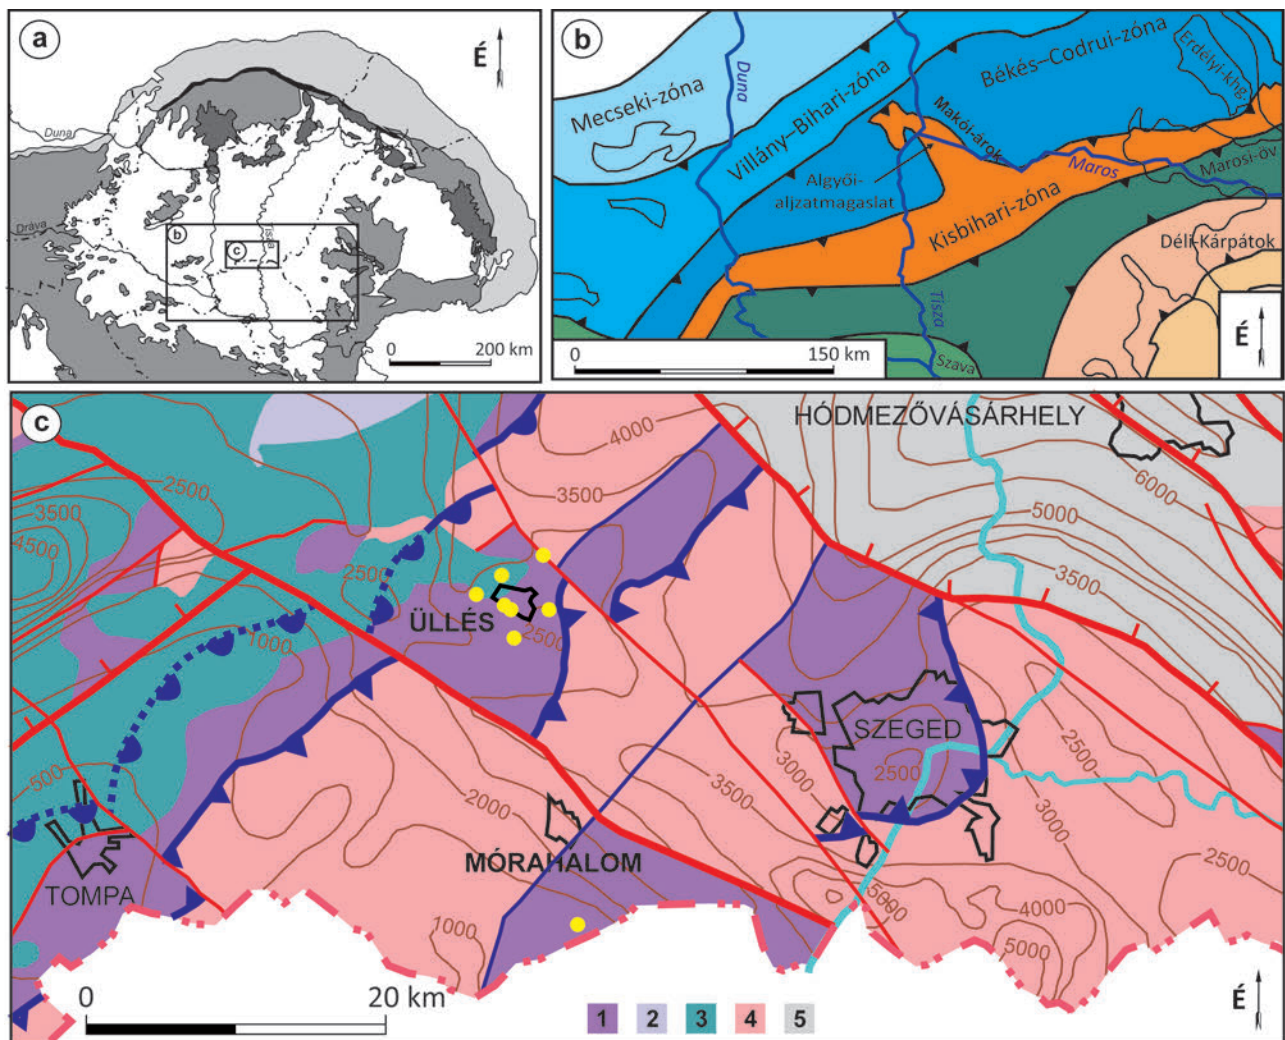 a
É
Duna
Dráva
Tisza
b
c
0 200 km
b
Mecseki-zóna
Duna
Villány–Bihari-zóna
Békés–Codrui-zóna
Erdélyi-khg.
Makói-árok
Algyői-
aljzatmagaslat
Maros
Marosi-öv
Kisbihari-zóna
Déli-Kárpátok
Tisza
Szava
É
0 150 km
c
HÓDMEZŐVÁSÁRHELY
4000
3500
2500
3500
4500
6000
5000
3500
2500
1000
ÜLLÉS
2500
SZEGED
2500
2500
3000
3500
500
2000
3000
TOMPA
MÓRAHALOM
2500
1000
5000
4000
5000
0 20 km
1 2 3 4 5
É